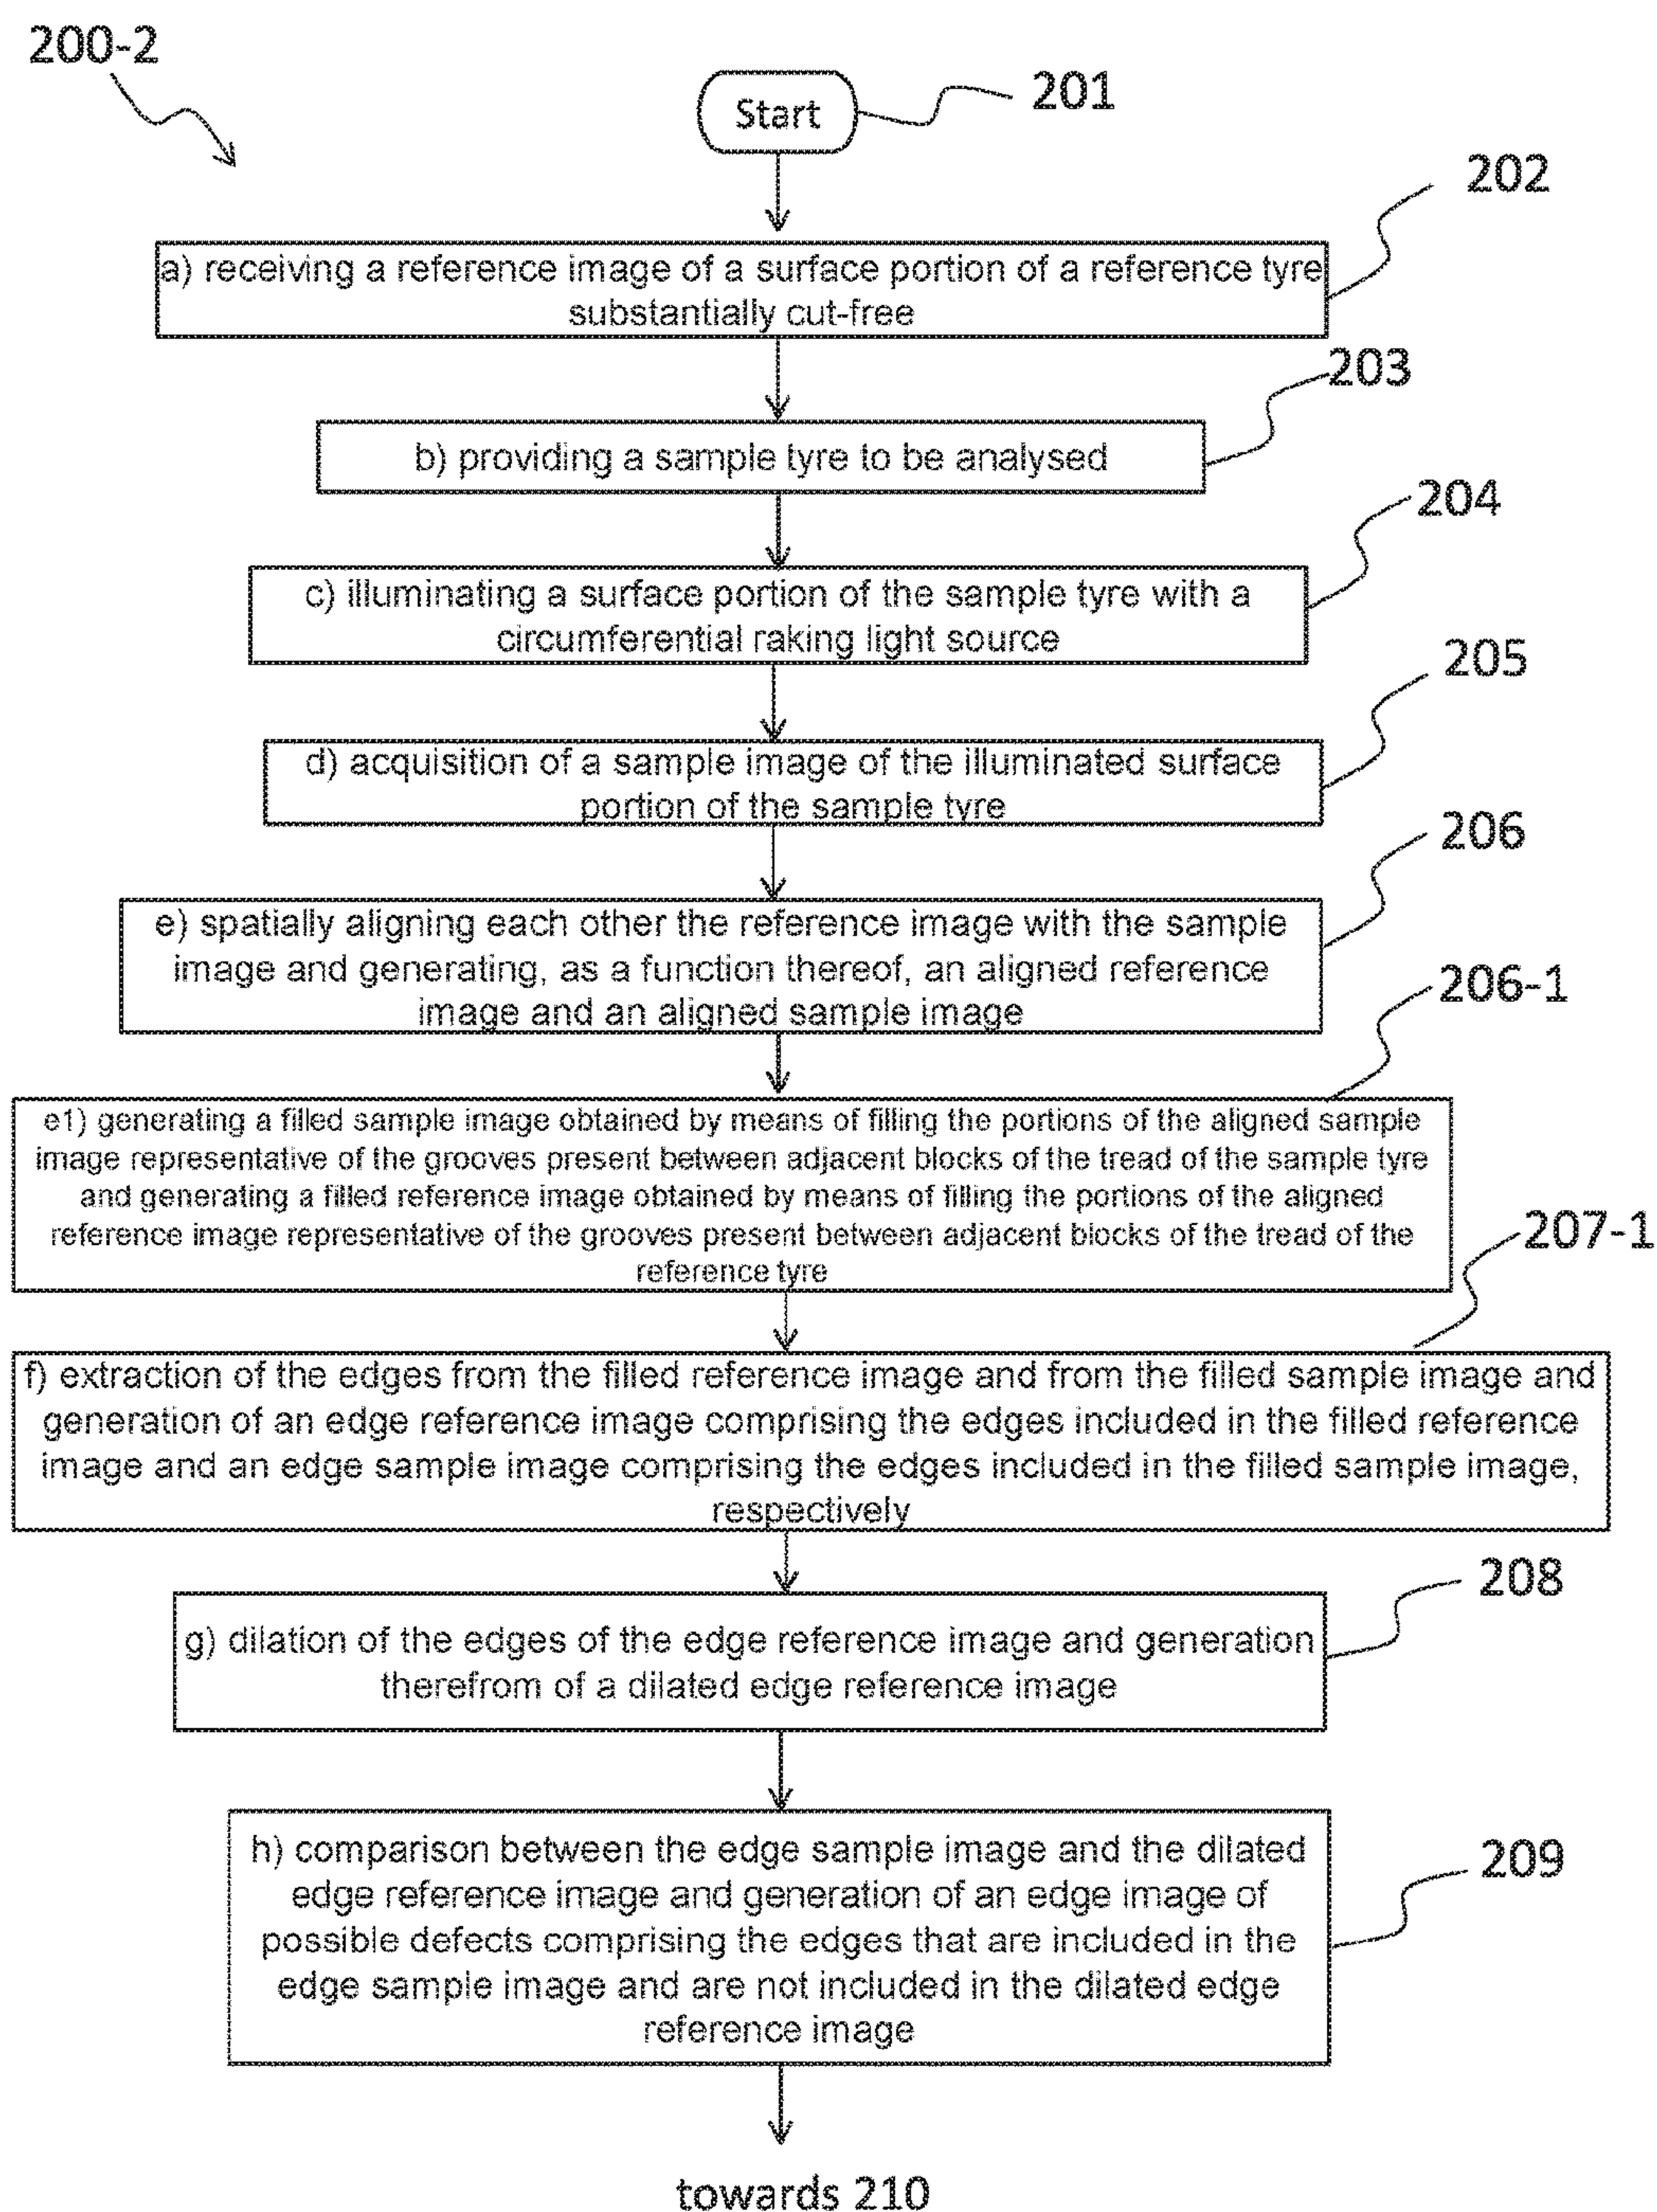 200-2
Start
201
202
a) receiving a reference image of a surface portion of a reference tyre
substantially cut-free
203
b) providing a sample tyre to be analysed
204
c) illuminating a surface portion of the sample tyre with a
circumferential raking light source
205
d) acquisition of a sample image of the illuminated surface
portion of the sample tyre
206
e) spatially aligning each other the reference image with the sample
image and generating, as a function thereof, an aligned reference
image and an aligned sample image
206-1
e1) generating a filled sample image obtained by means of filling the portions of the aligned sample
image representative of the grooves present between adjacent blocks of the tread of the sample tyre
and generating a filled reference image obtained by means of filling the portions of the aligned
reference image representative of the grooves present between adjacent blocks of the tread of the
reference tyre
207-1
f) extraction of the edges from the filled reference image and from the filled sample image and
generation of an edge reference image comprising the edges included in the filled reference
image and an edge sample image comprising the edges included in the filled sample image,
respectively
208
g) dilation of the edges of the edge reference image and generation
therefrom of a dilated edge reference image
209
h) comparison between the edge sample image and the dilated
edge reference image and generation of an edge image of
possible defects comprising the edges that are included in the
edge sample image and are not included in the dilated edge
reference image
towards 210